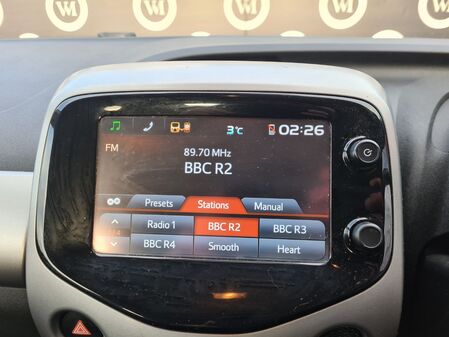 3°C
02:26
FM
89.70 MHz
BBC R2
Presets Stations Manual
Radio 1 BBC R2 BBC R3
BBC R4 Smooth Heart